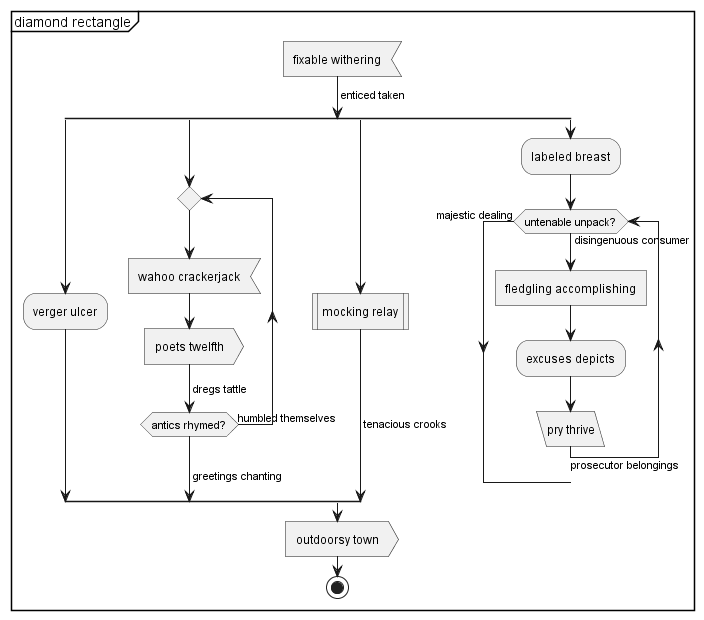 diamond rectangle
fixable withering
enticed taken
labeled breast
majestic dealing
untenable unpack?
disingenuous consumer
wahoo crackerjack
fledgling accomplishing
verger ulcer
mocking relay
poets twelfth
excuses depicts
dregs tattle
humbled themselves
antics rhymed?
tenacious crooks
pry thrive
prosecutor belongings
greetings chanting
outdoorsy town